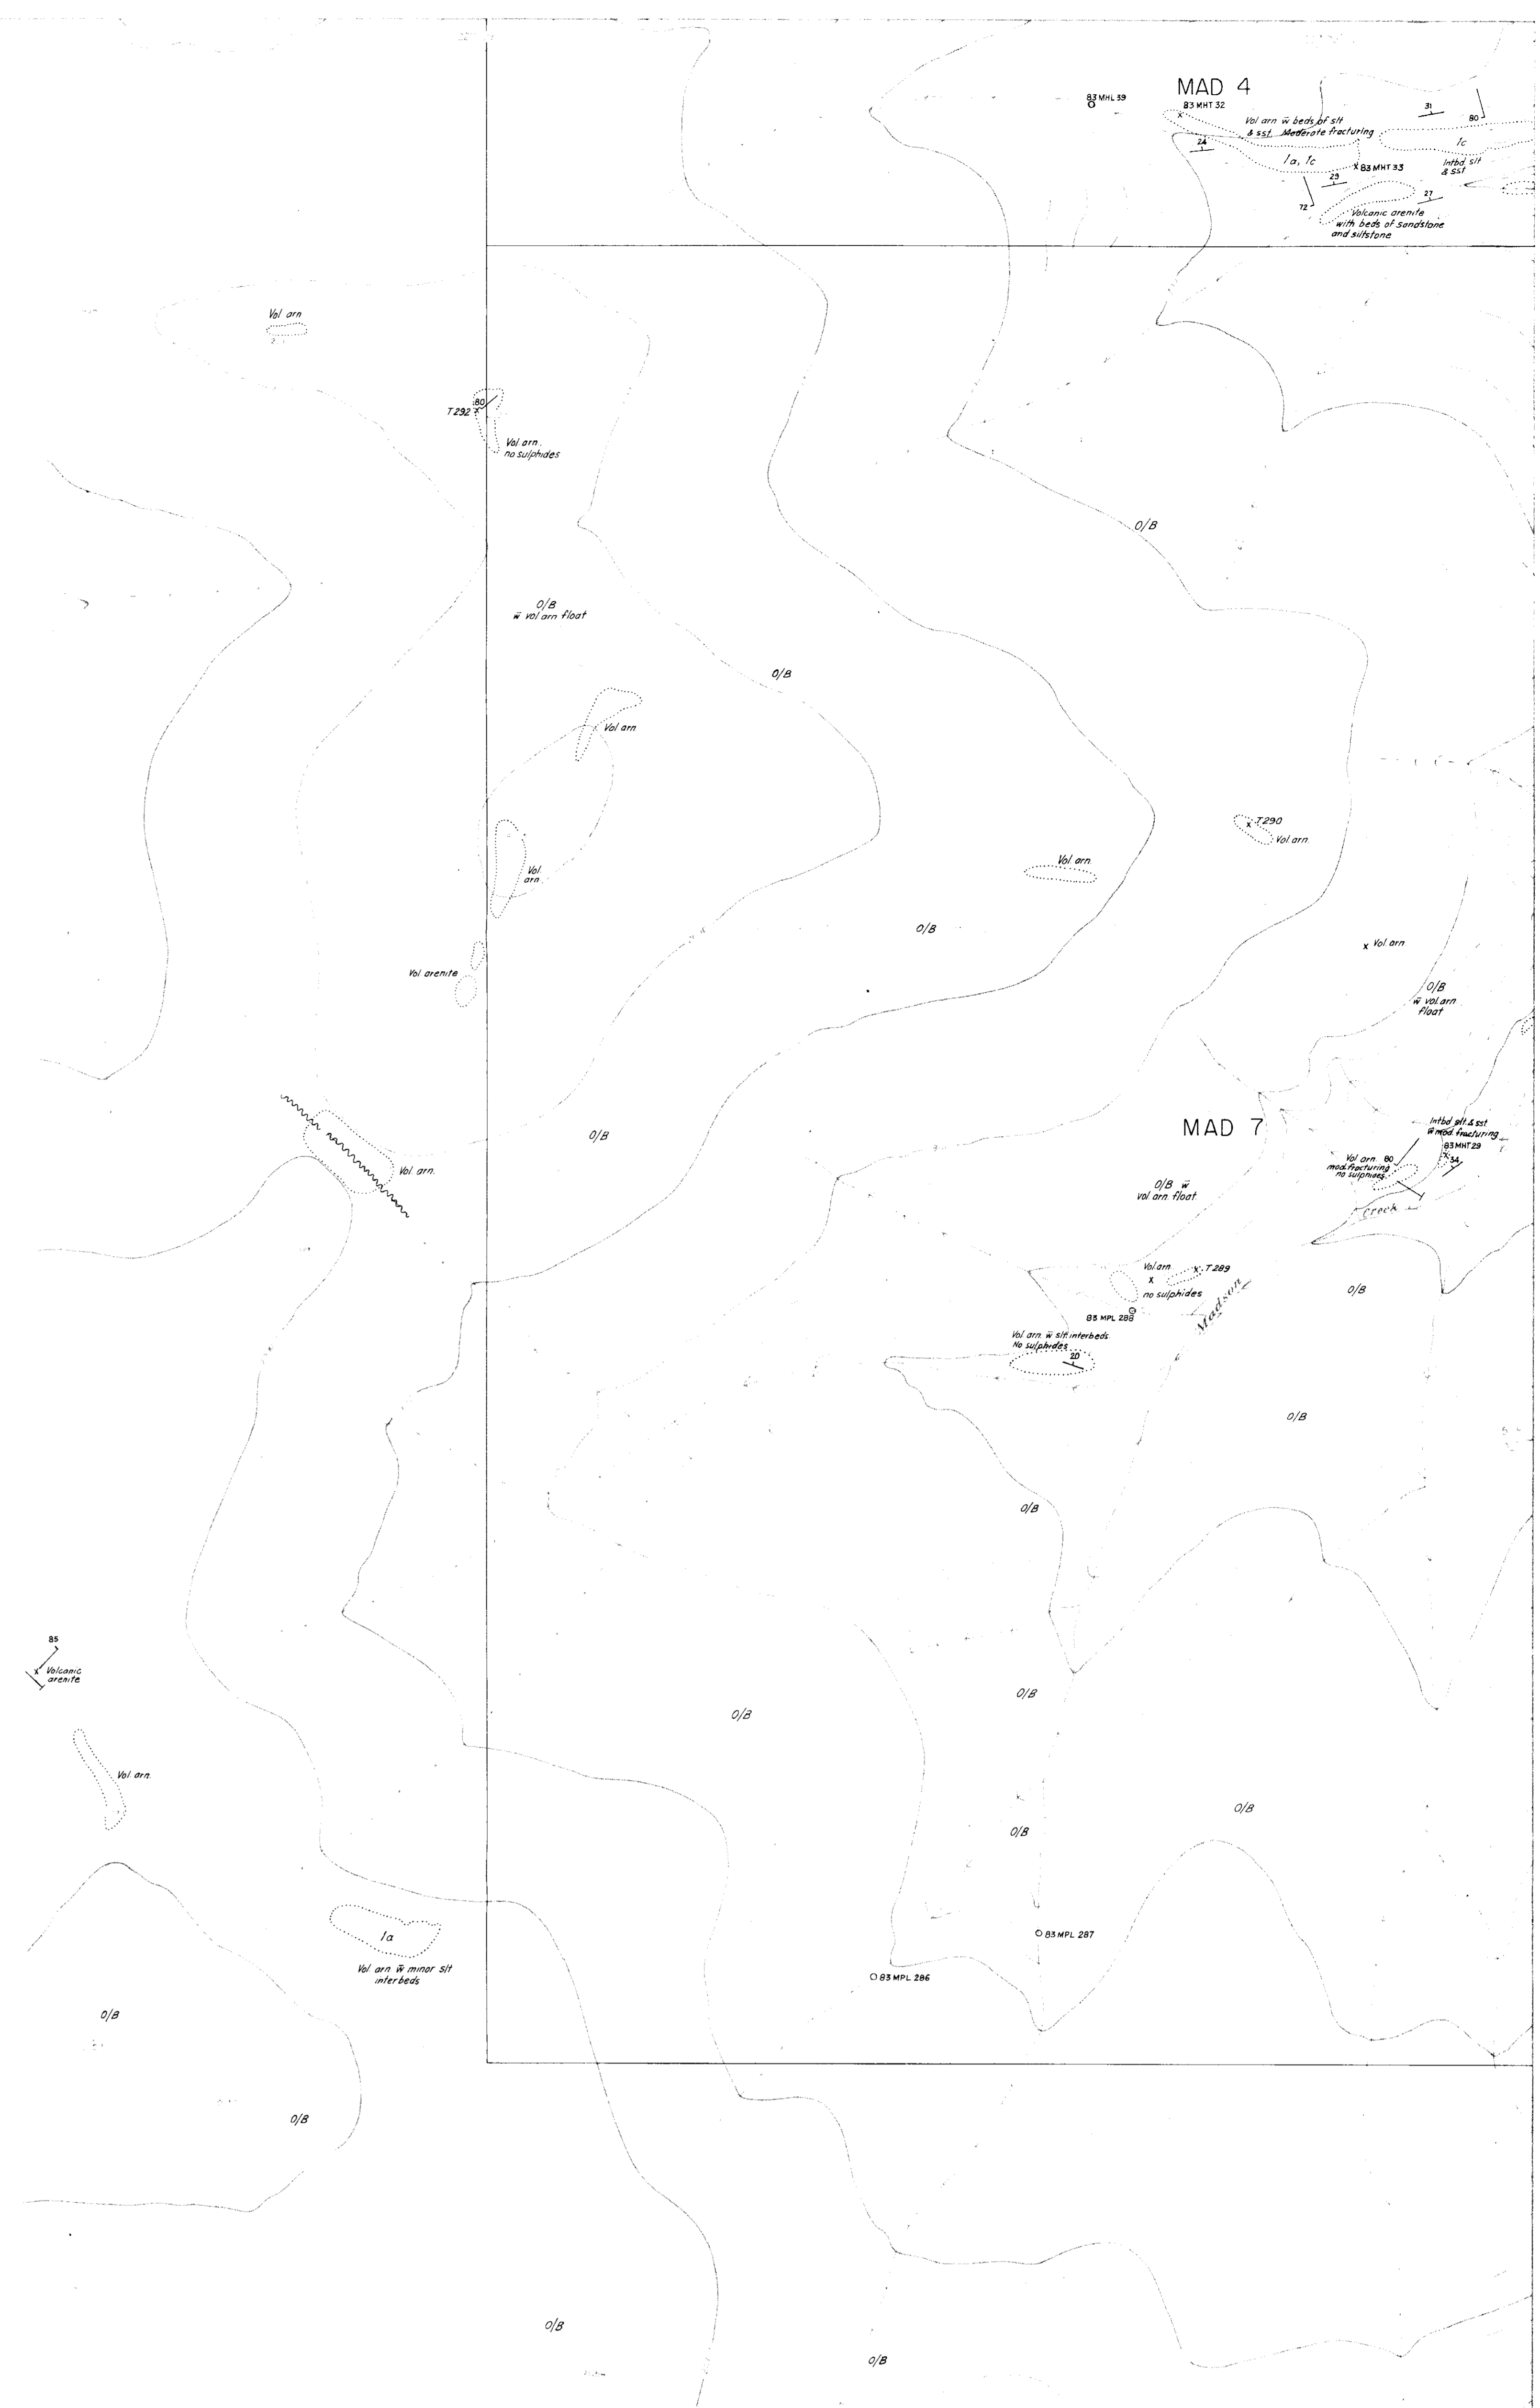 MAD 4
83 MHL 39
83 MHT 32
Vol arn w̄ beds of slt
& sst. Moderate fracturing
31
80
24
1a, 1c
x 83 MHT 33
1c
Intbd slt
& sst
29
27
72
Volcanic arenite
with beds of sandstone
and siltstone
Vol arn
80
T292 x
Vol. arn.
no sulphides
O/B
O/B
w̄ vol arn float
O/B
Vol arn
x T290
Vol. arn.
Vol. arn.
Vol.
arn.
O/B
x Vol. arn
Vol. arenite
O/B
w̄ vol. arn.
float
MAD 7
O/B
Intbd slt & sst
w̄ mod. fracturing
83 MHT 29
34
Vol. arn. 80
mod. fracturing
no sulphides
Vol. arn.
O/B w̄
vol arn. float
Creek
Vol arn.
x T289
x
no sulphides
O/B
83 MPL 288
Madson
Vol. arn. w̄ slt. interbeds
No sulphides
20
O/B
O/B
85
x Volcanic
arenite
O/B
O/B
Vol. arn.
O/B
O/B
1a
83 MPL 287
Vol. arn w̄ minor slt
interbeds
83 MPL 286
O/B
O/B
O/B
O/B